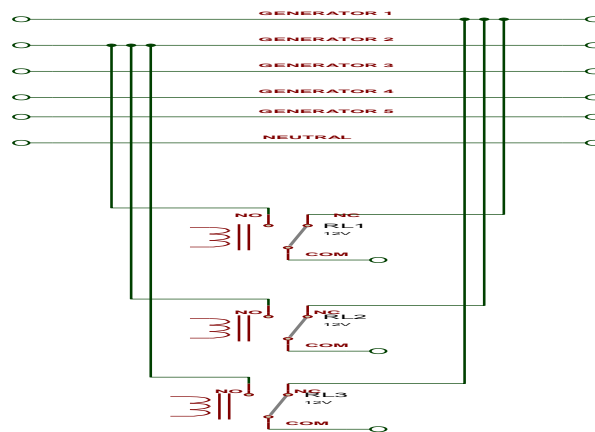 GENERATOR 1
GENERATOR 2
GENERATOR 3
GENERATOR 4
GENERATOR 5
NEUTRAL
NO NC
RL1
12V
COM
NO NC
RL2
12V
COM
NO NC
RL3
12V
COM